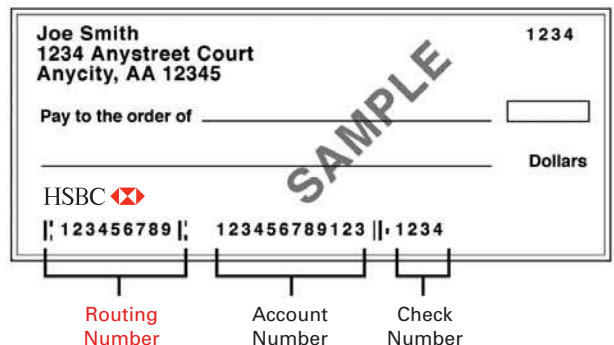 Joe Smith 1234
1234 Anystreet Court
Anycity, AA 12345
Pay to the order of
SAMPLE
Dollars
HSBC
⑆123456789⑆ 123456789123⑈ 1234
Routing Number
Account Number
Check Number